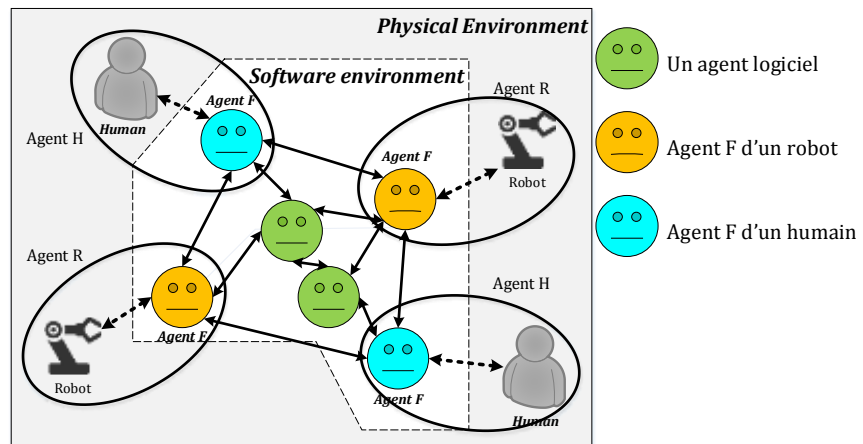 Physical Environment
Software environment
Agent F
Human
Agent H
Agent R
Agent F
Robot
Agent R
Agent F
Robot
Agent H
Agent F
Human
Un agent logiciel
Agent F d'un robot
Agent F d'un humain